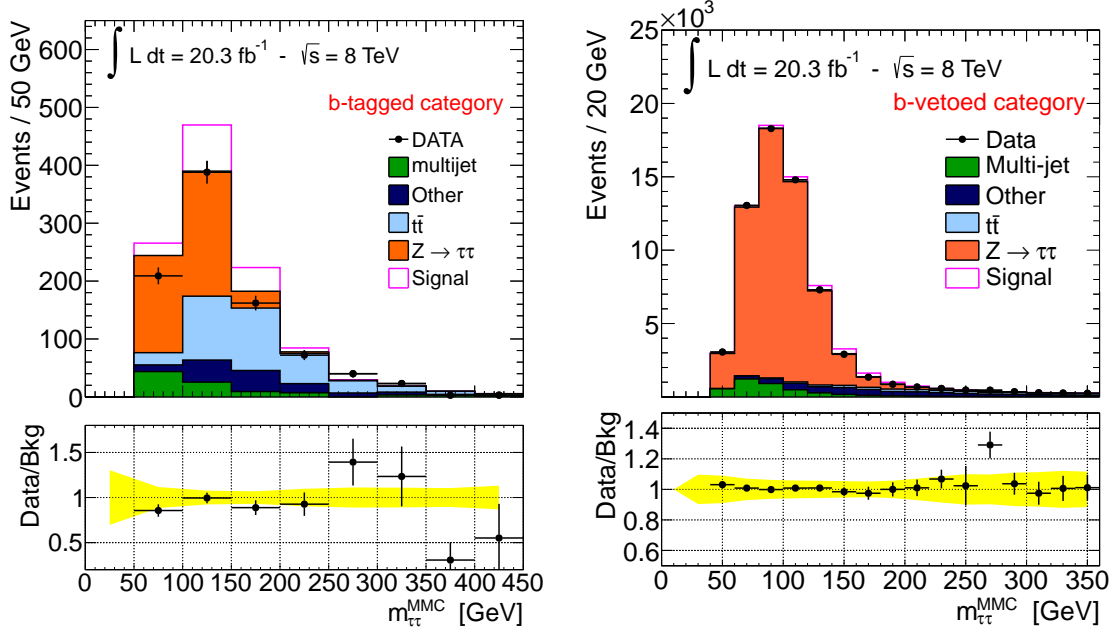 ∫ L dt = 20.3 fb⁻¹ - √s = 8 TeV
b-tagged category
DATA
multijet
Other
tt̄
Z → ττ
Signal
Events / 50 GeV
600
500
400
300
200
100
0
Data/Bkg
1.5
1
0.5
0 50 100 150 200 250 300 350 400 450
m_ττ^MMC [GeV]
×10³
∫ L dt = 20.3 fb⁻¹ - √s = 8 TeV
b-vetoed category
Data
Multi-jet
Other
tt̄
Z → ττ
Signal
Events / 20 GeV
25
20
15
10
5
Data/Bkg
1.4
1.2
1
0.8
0.6
0 50 100 150 200 250 300 350
m_ττ^MMC [GeV]